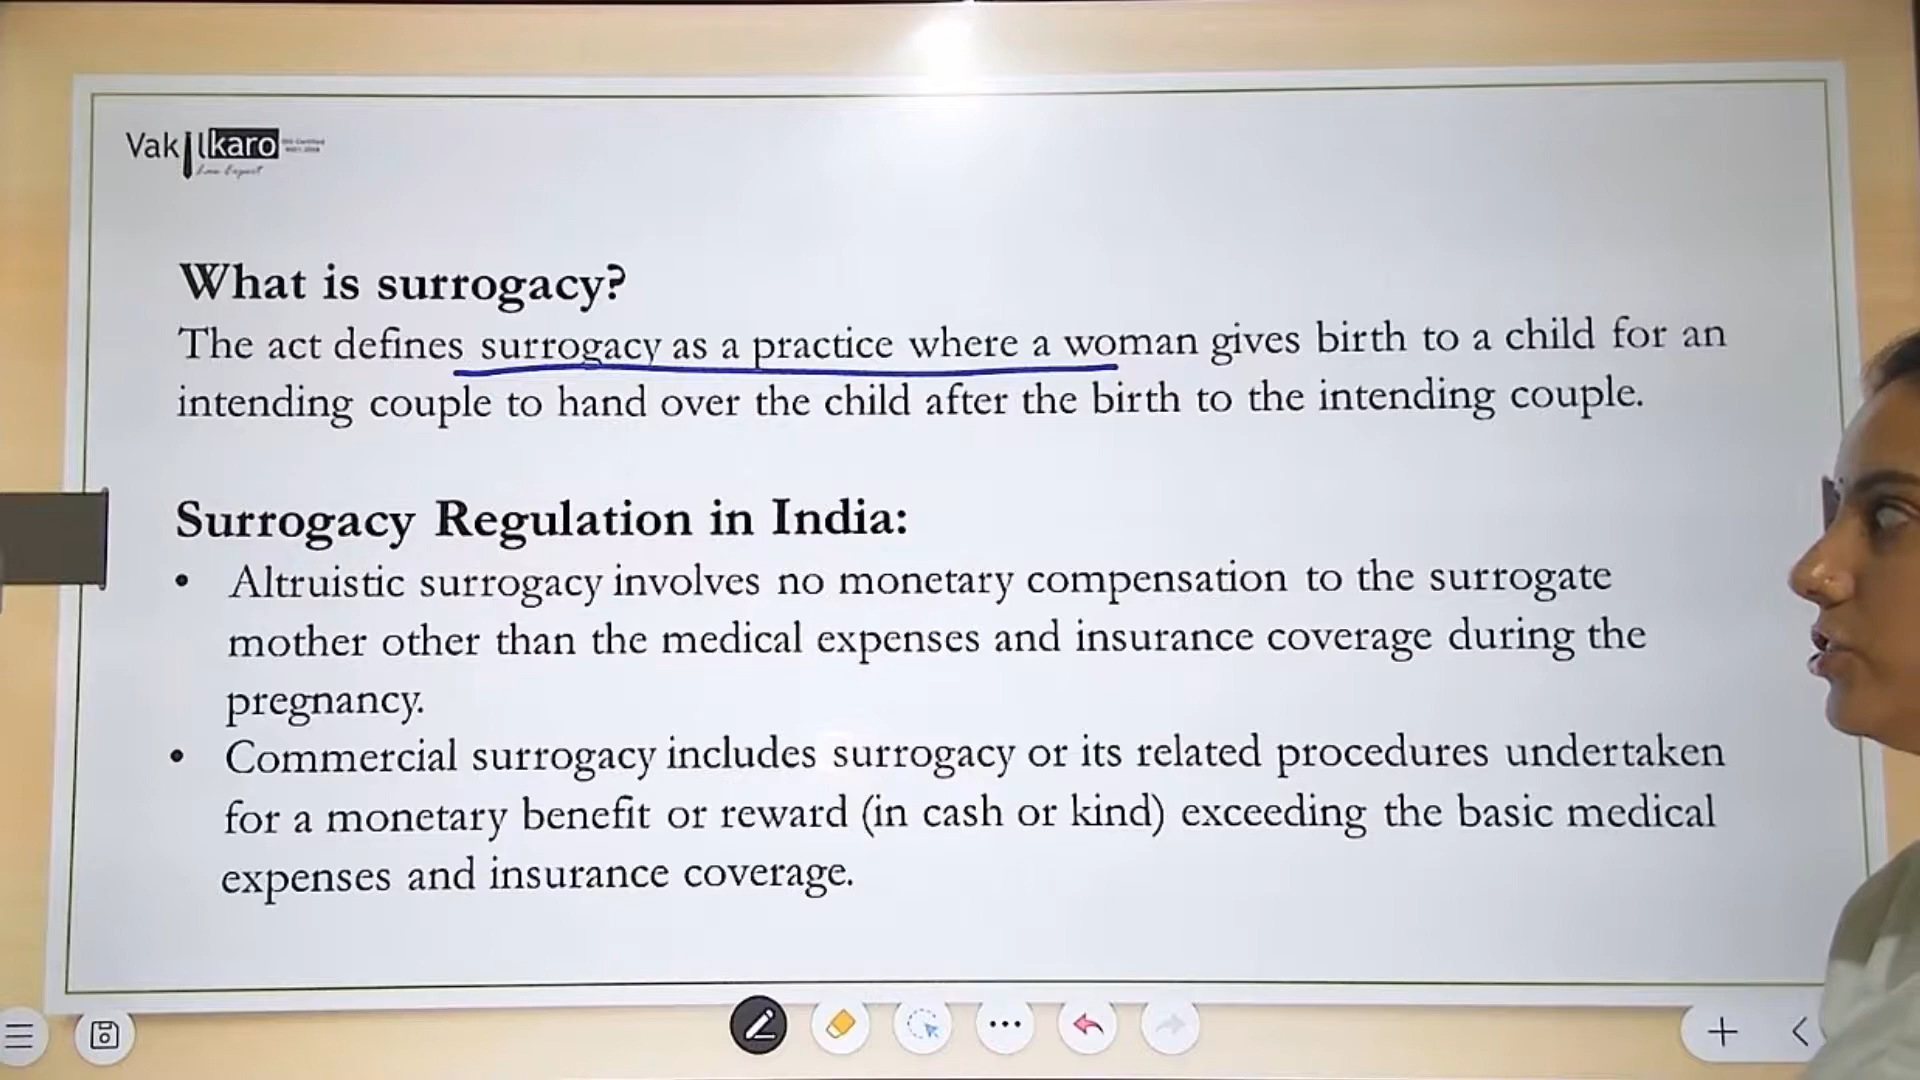 Vakilkaro
Law Expert
What is surrogacy?
The act defines surrogacy as a practice where a woman gives birth to a child for an
intending couple to hand over the child after the birth to the intending couple.
Surrogacy Regulation in India:
• Altruistic surrogacy involves no monetary compensation to the surrogate
mother other than the medical expenses and insurance coverage during the
pregnancy.
• Commercial surrogacy includes surrogacy or its related procedures undertaken
for a monetary benefit or reward (in cash or kind) exceeding the basic medical
expenses and insurance coverage.